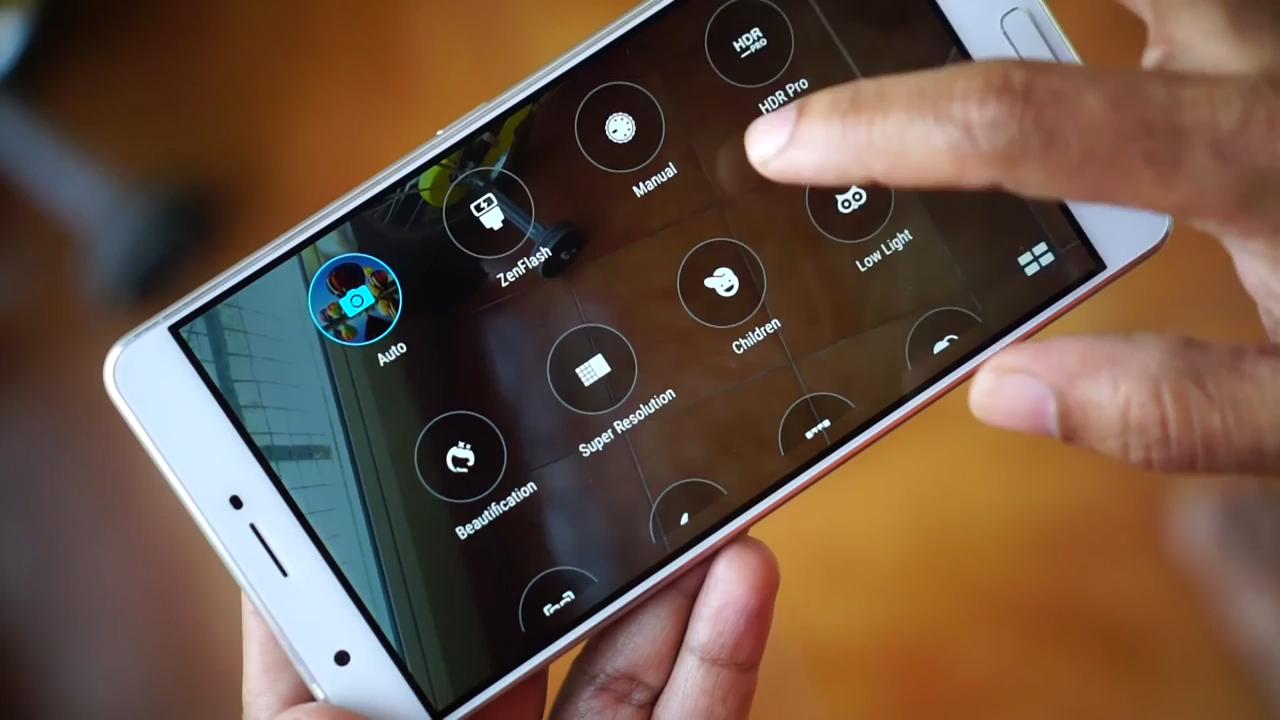 Auto
ZenFlash
Manual
HDR
PRO
HDR Pro
Beautification
Super Resolution
Children
Low Light